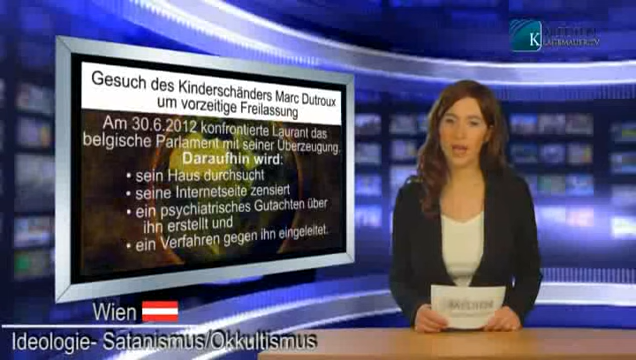 K
KLAGEMAUER.TV
Gesuch des Kinderschänders Marc Dutroux
um vorzeitige Freilassung
Am 30.6.2012 konfrontierte Laurant das
belgische Parlament mit seiner Überzeugung.
Daraufhin wird:
• sein Haus durchsucht
• seine Internetseite zensiert
• ein psychiatrisches Gutachten über
ihn erstellt und
• ein Verfahren gegen ihn eingeleitet.
Wien
Ideologie- Satanismus/Okkultismus